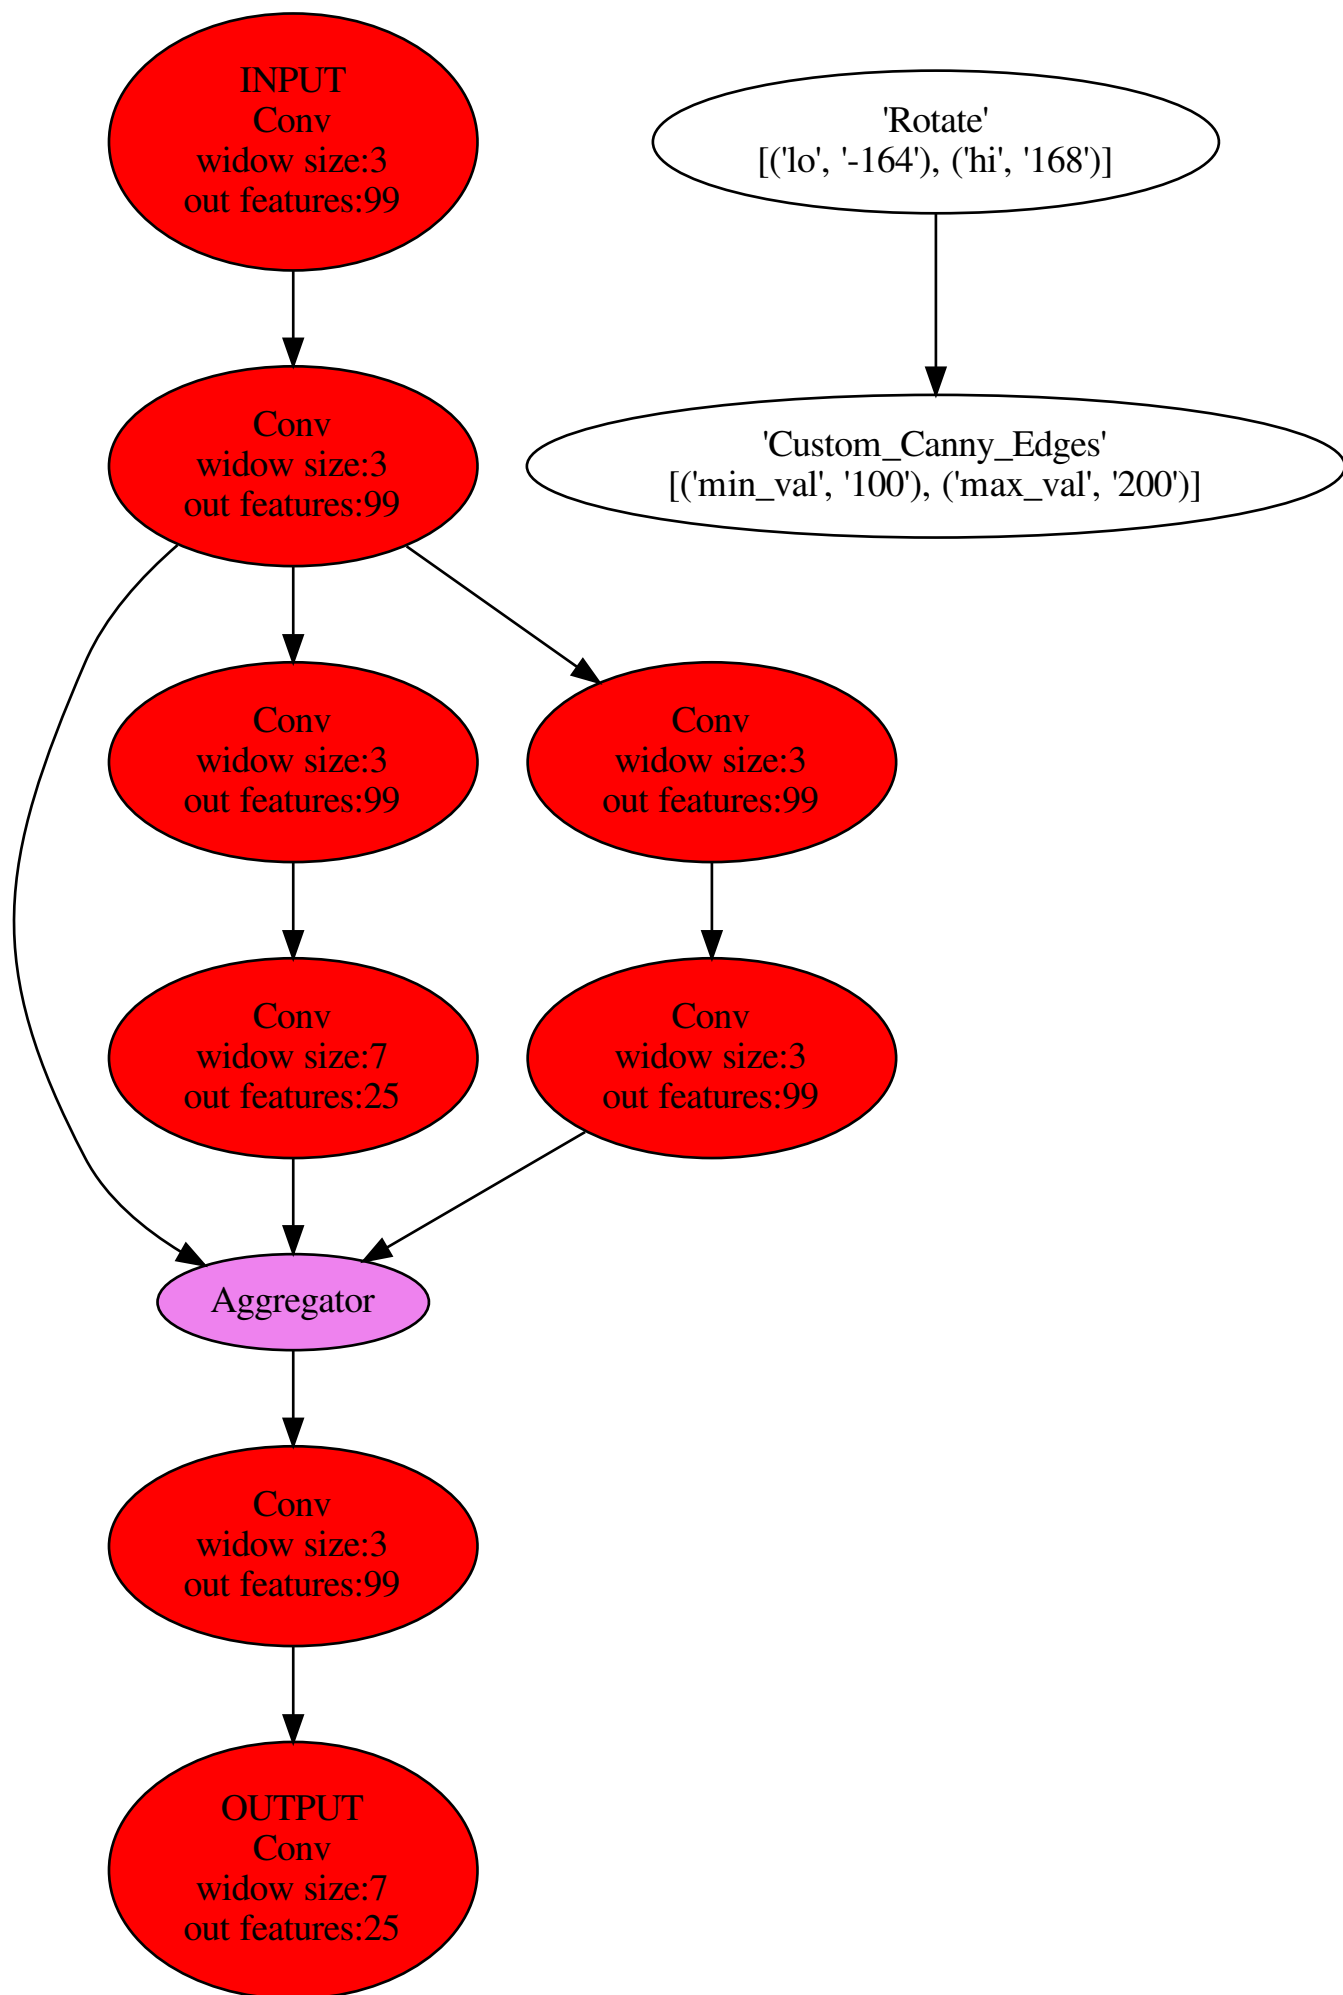 INPUT
Conv
widow size:3
out features:99
'Rotate'
[('lo', '-164'), ('hi', '168')]
Conv
widow size:3
out features:99
'Custom_Canny_Edges'
[('min_val', '100'), ('max_val', '200')]
Conv
widow size:3
out features:99
Conv
widow size:3
out features:99
Conv
widow size:7
out features:25
Conv
widow size:3
out features:99
Aggregator
Conv
widow size:3
out features:99
OUTPUT
Conv
widow size:7
out features:25